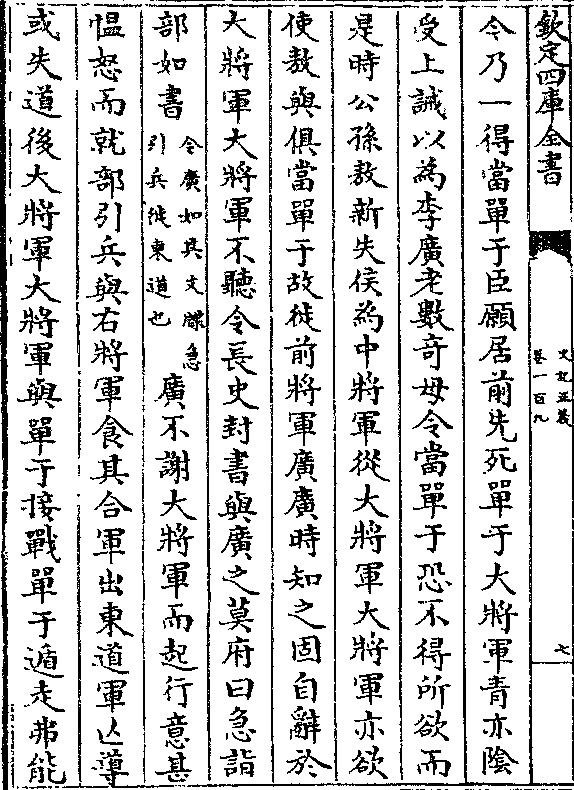 欽定四庫全書
史記正義
卷一百九
七
令乃一得當單于臣願居前先死單于大將軍青亦陰
受上誡以為李廣老數奇毋令當單于恐不得所欲而
是時公孫敖新失侯為中將軍從大將軍大將軍亦欲
使敖與俱當單于故徙前將軍廣廣時知之固自辭於
大將軍大將軍不聽令長史封書與廣之莫府曰急詣
部如書
令廣如其文牒急
引兵徙東道也
廣不謝大將軍而起行意甚
愠怒而就部引兵與右將軍食其合軍出東道軍亡導
或失道後大將軍大將軍與單于接戰單于遁走弗能